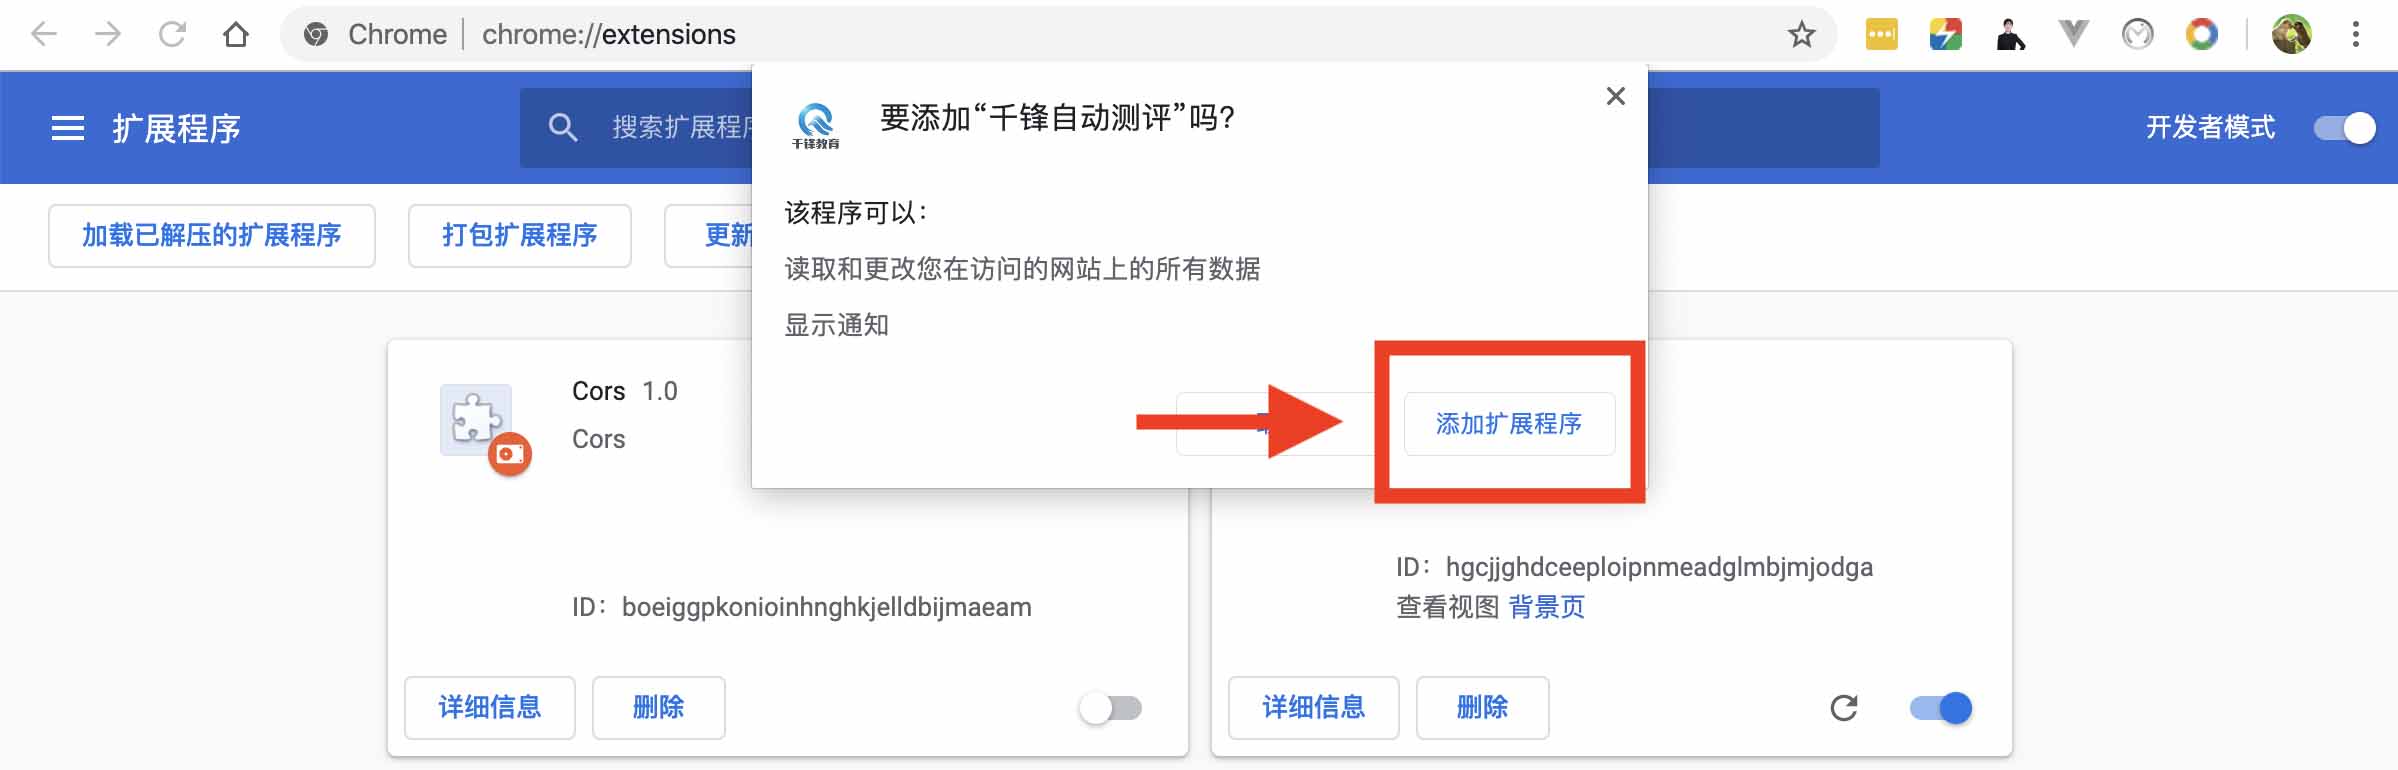 Chrome
chrome://extensions
扩展程序
搜索扩展程
开发者模式
加载已解压的扩展程序
打包扩展程序
更新
千锋教育
要添加“千锋自动测评”吗?
该程序可以:
读取和更改您在访问的网站上的所有数据
显示通知
添加扩展程序
Cors 1.0
Cors
ID: boeiggpkonioinhnghkjelldbijmaeam
详细信息
删除
ID: hgcjjghdceeploipnmeadglmbjmjodga
查看视图 背景页
详细信息
删除